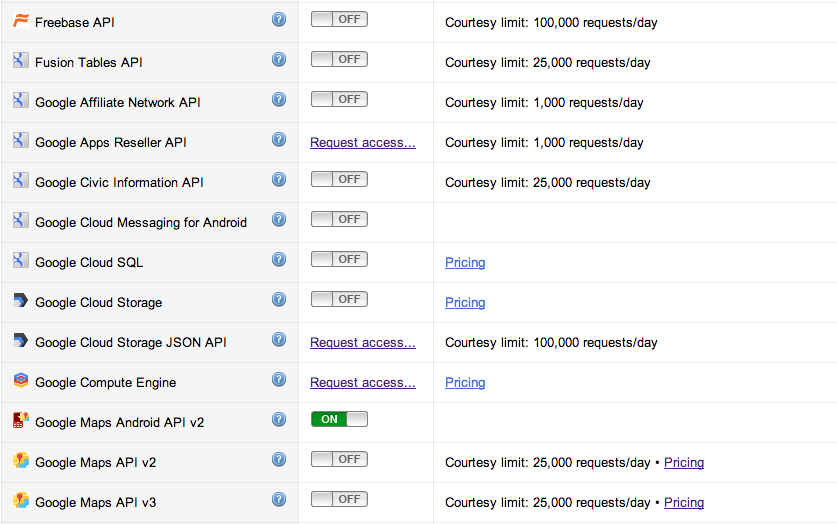 Freebase API ? OFF Courtesy limit: 100,000 requests/day
Fusion Tables API ? OFF Courtesy limit: 25,000 requests/day
Google Affiliate Network API ? OFF Courtesy limit: 1,000 requests/day
Google Apps Reseller API ? Request access... Courtesy limit: 1,000 requests/day
Google Civic Information API ? OFF Courtesy limit: 25,000 requests/day
Google Cloud Messaging for Android ? OFF
Google Cloud SQL ? OFF Pricing
Google Cloud Storage ? OFF Pricing
Google Cloud Storage JSON API ? Request access... Courtesy limit: 100,000 requests/day
Google Compute Engine ? Request access... Pricing
Google Maps Android API v2 ? ON
Google Maps API v2 ? OFF Courtesy limit: 25,000 requests/day • Pricing
Google Maps API v3 ? OFF Courtesy limit: 25,000 requests/day • Pricing